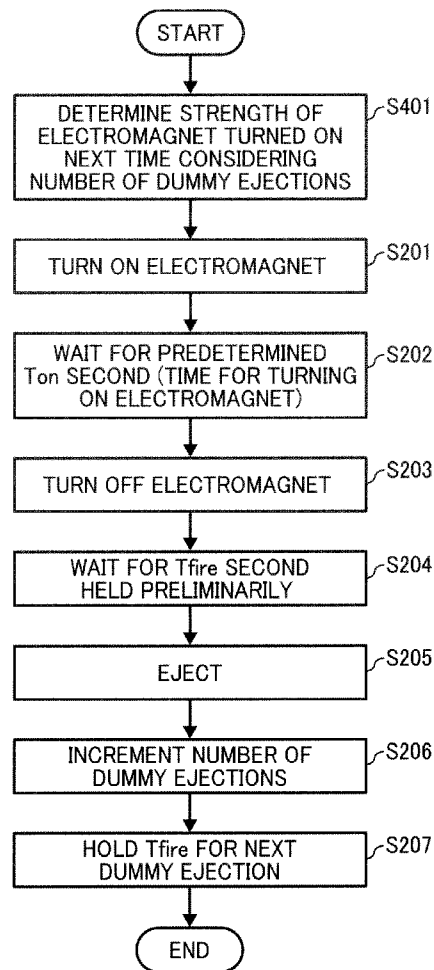 START
DETERMINE STRENGTH OF
ELECTROMAGNET TURNED ON
NEXT TIME CONSIDERING
NUMBER OF DUMMY EJECTIONS
S401
TURN ON ELECTROMAGNET
S201
WAIT FOR PREDETERMINED
Ton SECOND (TIME FOR TURNING
ON ELECTROMAGNET)
S202
TURN OFF ELECTROMAGNET
S203
WAIT FOR Tfire SECOND
HELD PRELIMINARILY
S204
EJECT
S205
INCREMENT NUMBER OF
DUMMY EJECTIONS
S206
HOLD Tfire FOR NEXT
DUMMY EJECTION
S207
END